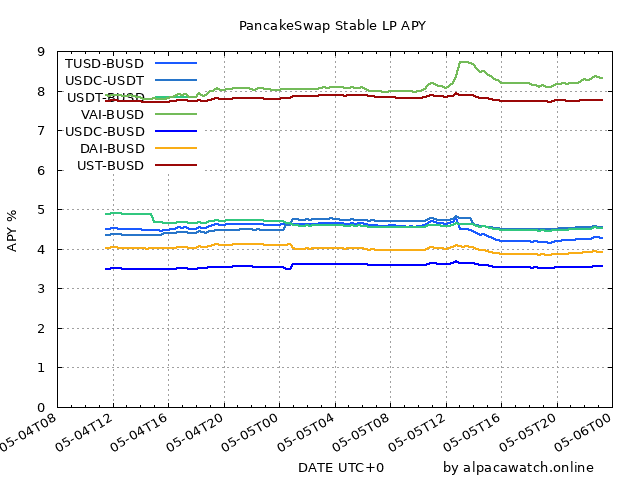 PancakeSwap Stable LP APY
9
8
7
6
5
4
3
2
1
0
APY %
TUSD-BUSD
USDC-USDT
USDT-BUSD
VAI-BUSD
USDC-BUSD
DAI-BUSD
UST-BUSD
05-04T08
05-04T12
05-04T16
05-04T20
05-05T00
05-05T04
05-05T08
05-05T12
05-05T16
05-05T20
05-06T00
DATE UTC+0
by alpacawatch.online